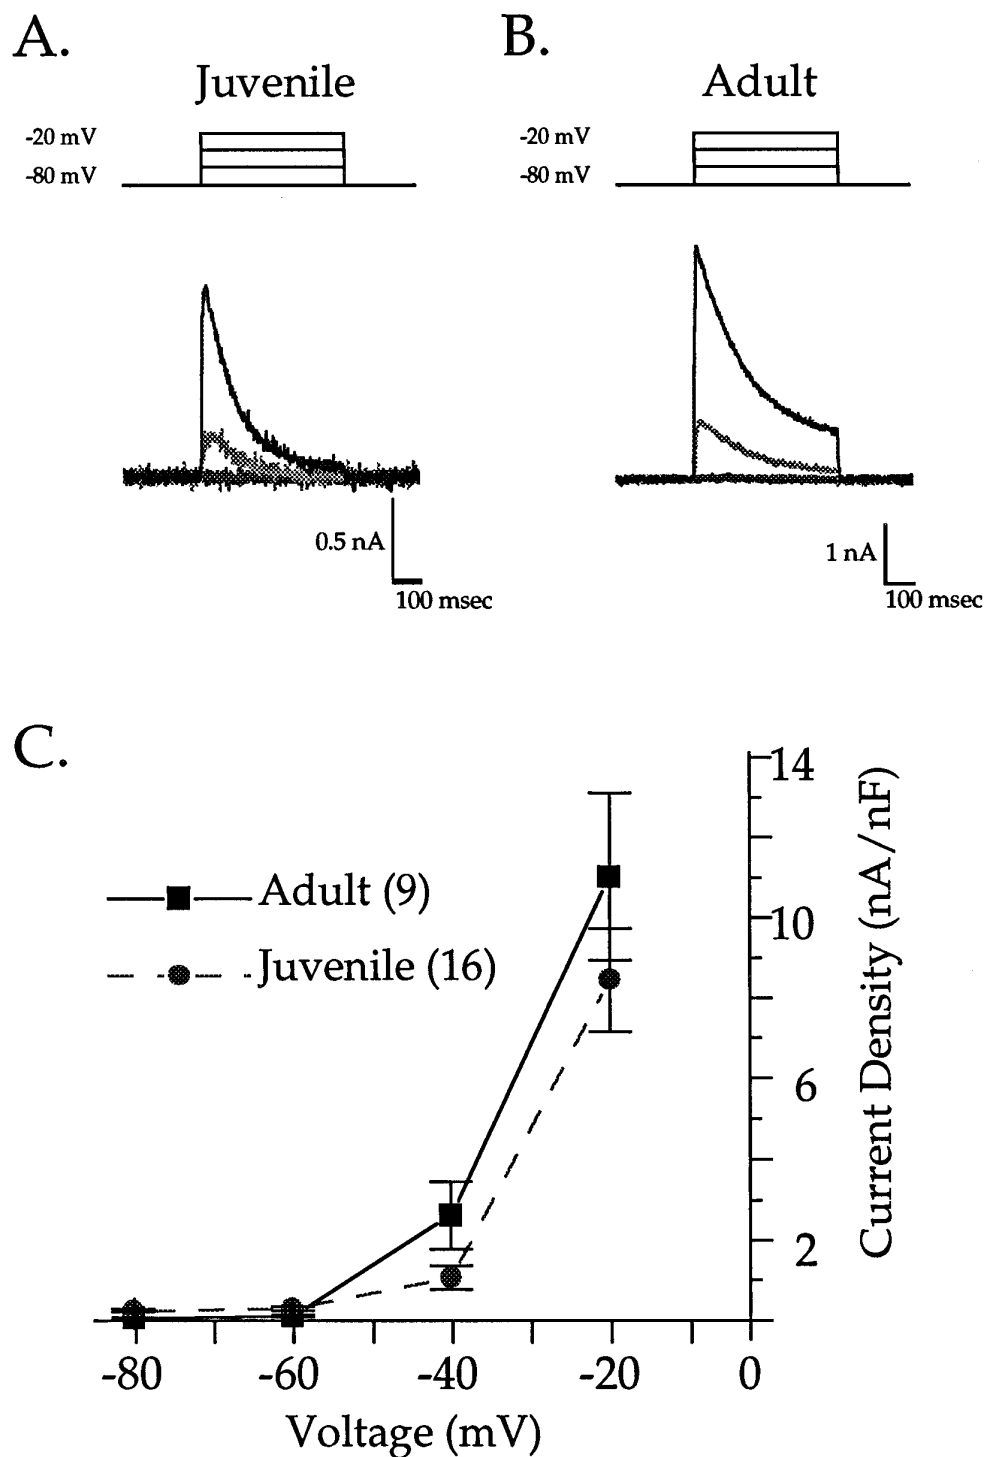 A.
Juvenile
-20 mV
-80 mV
0.5 nA
100 msec
B.
Adult
-20 mV
-80 mV
1 nA
100 msec
C.
Adult (9)
Juvenile (16)
14
10
6
2
Current Density (nA/nF)
-80 -60 -40 -20 0
Voltage (mV)